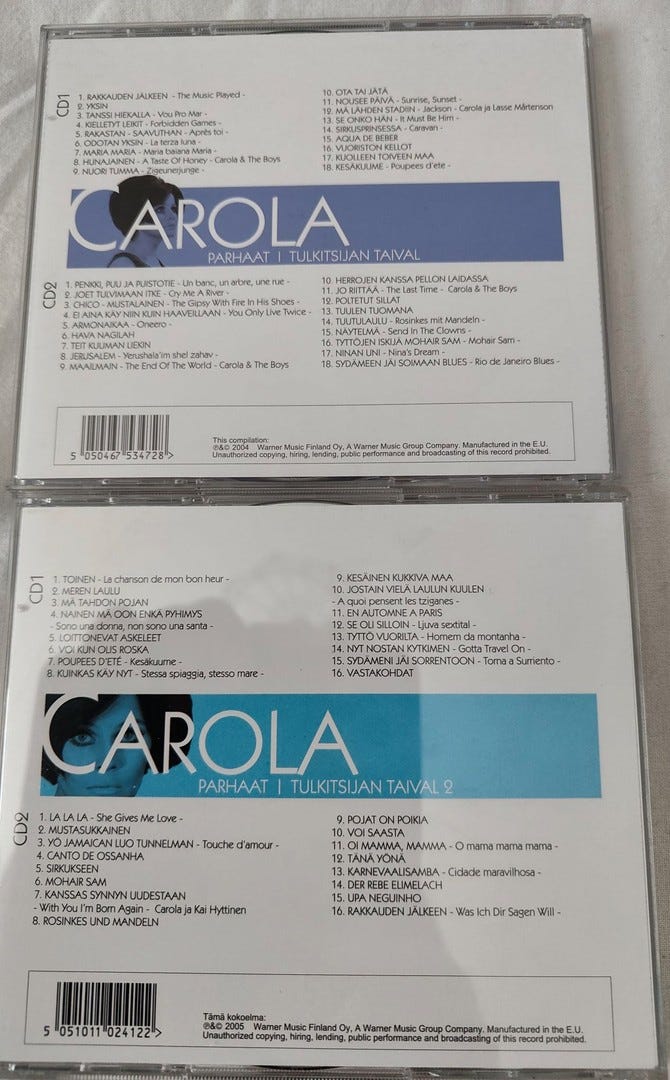 CD1
1. RAKKAUDEN JÄLKEEN - The Music Played -
2. YKSIN
3. TANSSI HIEKALLA - Vou Pro Mar -
4. KIELLETYT LEIKIT - Forbidden Games -
5. RAKASTAN - SAAVUTHAN - Après toi -
6. ODOTAN YKSIN - La terza luna -
7. MARIA MARIA - Maria baiana Maria -
8. HUNAJAINEN - A Taste Of Honey - Carola & The Boys
9. NUORI TUMMA - Zigeunerjunge -
10. OTA TAI JÄTÄ
11. NOUSEE PÄIVÄ - Sunrise, Sunset -
12. MÄ LÄHDEN STADIIN - Jackson - Carola ja Lasse Mårtenson
13. SE ONKO HÄN - It Must Be Him -
14. SIRKUSPRINSESSA - Caravan -
15. AQUA DE BEBER
16. VUORISTON KELLOT
17. KUOLLEEN TOIVEEN MAA
18. KESÄKUUME - Poupees d'ete -
CAROLA
PARHAAT | TULKITSIJAN TAIVAL
CD2
1. PENKKI, PUU JA PUISTOTIE - Un banc, un arbre, une rue -
2. JOET TULVIMAAN ITKE - Cry Me A River -
3. CHICO - MUSTALAINEN - The Gipsy With Fire In His Shoes -
4. EI AINA KÄY NIIN KUIN HAAVEILLAAN - You Only Live Twice -
5. ARMONAIKAA - Oneero -
6. HAVA NAGILAH
7. TEIT KUUMAN LIEKIN
8. JERUSALEM - Yerushala'im shel zahav -
9. MAAILMAIN - The End Of The World - Carola & The Boys
10. HERROJEN KANSSA PELLON LAIDASSA
11. JO RIITTÄÄ - The Last Time - Carola & The Boys
12. POLTETUT SILLAT
13. TUULEN TUOMANA
14. TUUTULAULU - Rosinkes mit Mandeln -
15. NÄYTELMÄ - Send In The Clowns -
16. TYTTÖJEN ISKIJÄ MOHAIR SAM - Mohair Sam -
17. NINAN UNI - Nina's Dream -
18. SYDÄMEEN JÄI SOIMAAN BLUES - Rio de Janeiro Blues -
5 050467 534728 >
This compilation:
℗&© 2004 Warner Music Finland Oy, A Warner Music Group Company. Manufactured in the E.U.
Unauthorized copying, hiring, lending, public performance and broadcasting of this record prohibited.
CD1
1. TOINEN - La chanson de mon bon heur -
2. MEREN LAULU
3. MÄ TAHDON POJAN
4. NAINEN MÄ OON ENKÄ PYHIMYS
- Sono una donna, non sono una santa -
5. LOITTONEVAT ASKELEET
6. VOI KUN OLIS ROSKA
7. POUPEES D'ETÉ - Kesäkuume -
8. KUINKAS KÄY NYT - Stessa spiaggia, stesso mare -
9. KESÄINEN KUKKIVA MAA
10. JOSTAIN VIELÄ LAULUN KUULEN
- A quoi pensent les tziganes -
11. EN AUTOMNE A PARIS
12. SE OLI SILLOIN - Ljuva sextital -
13. TYTTÖ VUORILTA - Homem da montanha -
14. NYT NOSTAN KYTKIMEN - Gotta Travel On -
15. SYDÄMENI JÄI SORRENTOON - Torna a Surriento -
16. VASTAKOHDAT
CAROLA
PARHAAT | TULKITSIJAN TAIVAL 2
CD2
1. LA LA LA - She Gives Me Love -
2. MUSTASUKKAINEN
3. YÖ JAMAICAN LUO TUNNELMAN - Touche d'amour -
4. CANTO DE OSSANHA
5. SIRKUKSEEN
6. MOHAIR SAM
7. KANSSAS SYNNYN UUDESTAAN
- With You I'm Born Again - Carola ja Kai Hyttinen
8. ROSINKES UND MANDELN
9. POJAT ON POIKIA
10. VOI SAASTA
11. OI MAMMA, MAMMA - O mama mama mama -
12. TÄNÄ YÖNÄ
13. KARNEVAALISAMBA - Cidade maravilhosa -
14. DER REBE ELIMELACH
15. UPA NEGUINHO
16. RAKKAUDEN JÄLKEEN - Was Ich Dir Sagen Will -
5 051011 024122 >
Tämä kokoelma:
℗&© 2005 Warner Music Finland Oy, A Warner Music Group Company. Manufactured in the E.U.
Unauthorized copying, hiring, lending, public performance and broadcasting of this record prohibited.